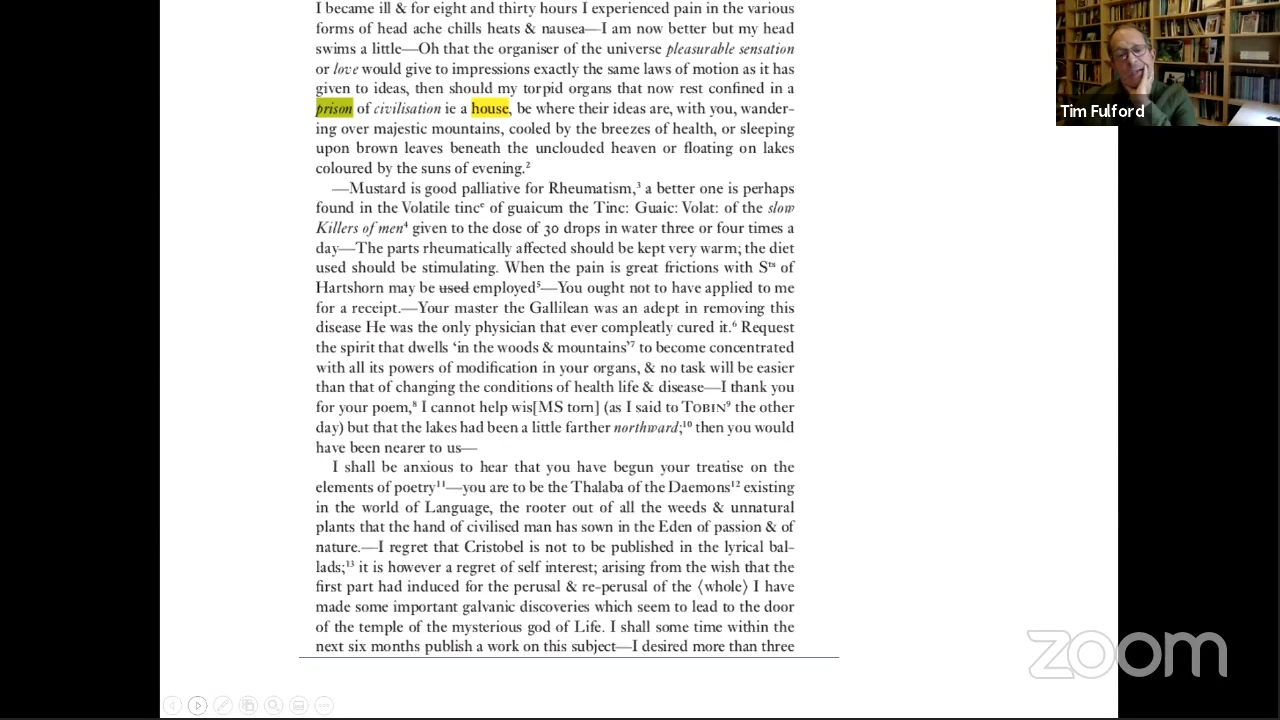 I became ill & for eight and thirty hours I experienced pain in the various
forms of head ache chills heats & nausea—I am now better but my head
swims a little—Oh that the organiser of the universe pleasurable sensation
or love would give to impressions exactly the same laws of motion as it has
given to ideas, then should my torpid organs that now rest confined in a
prison of civilisation ie a house, be where their ideas are, with you, wander-
ing over majestic mountains, cooled by the breezes of health, or sleeping
upon brown leaves beneath the unclouded heaven or floating on lakes
coloured by the suns of evening.²
—Mustard is good palliative for Rheumatism,³ a better one is perhaps
found in the Volatile tincᵉ of guaicum the Tinc: Guaic: Volat: of the slow
Killers of men⁴ given to the dose of 30 drops in water three or four times a
day—The parts rheumatically affected should be kept very warm; the diet
used should be stimulating. When the pain is great frictions with Sᵗˢ of
Hartshorn may be used employed⁵—You ought not to have applied to me
for a receipt.—Your master the Gallilean was an adept in removing this
disease He was the only physician that ever compleatly cured it.⁶ Request
the spirit that dwells ‘in the woods & mountains’⁷ to become concentrated
with all its powers of modification in your organs, & no task will be easier
than that of changing the conditions of health life & disease—I thank you
for your poem,⁸ I cannot help wis[MS torn] (as I said to TOBIN⁹ the other
day) but that the lakes had been a little farther northward;¹⁰ then you would
have been nearer to us—
I shall be anxious to hear that you have begun your treatise on the
elements of poetry¹¹—you are to be the Thalaba of the Daemons¹² existing
in the world of Language, the rooter out of all the weeds & unnatural
plants that the hand of civilised man has sown in the Eden of passion & of
nature.—I regret that Cristobel is not to be published in the lyrical bal-
lads;¹³ it is however a regret of self interest; arising from the wish that the
first part had induced for the perusal & re-perusal of the ⟨whole⟩ I have
made some important galvanic discoveries which seem to lead to the door
of the temple of the mysterious god of Life. I shall some time within the
next six months publish a work on this subject—I desired more than three
Tim Fulford
zoom